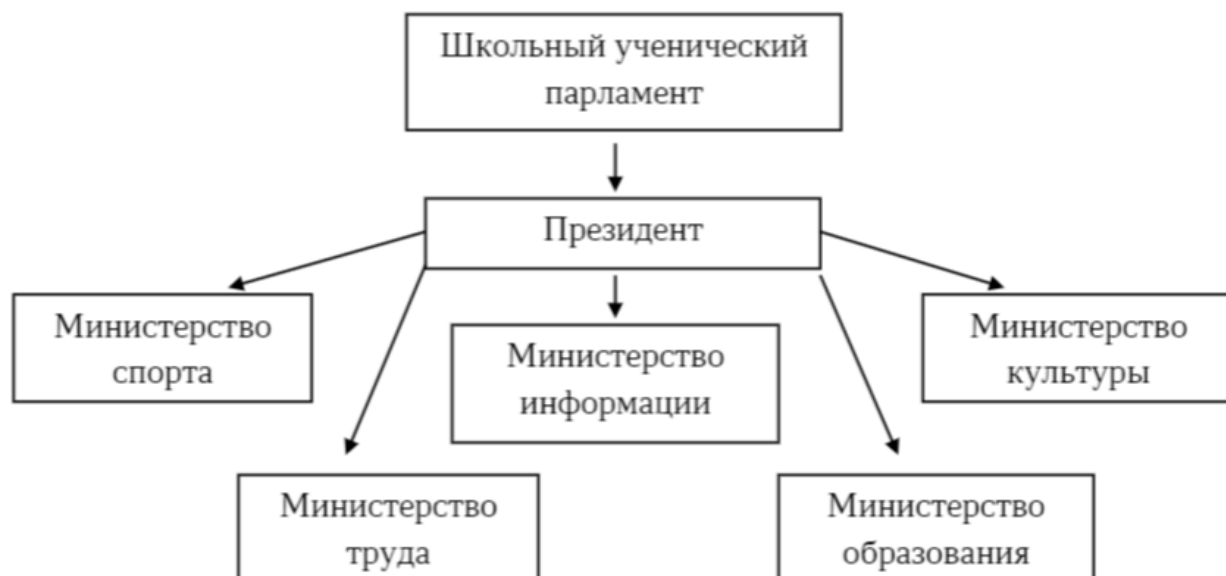 Школьный ученический
парламент
Президент
Министерство
спорта
Министерство
информации
Министерство
культуры
Министерство
труда
Министерство
образования